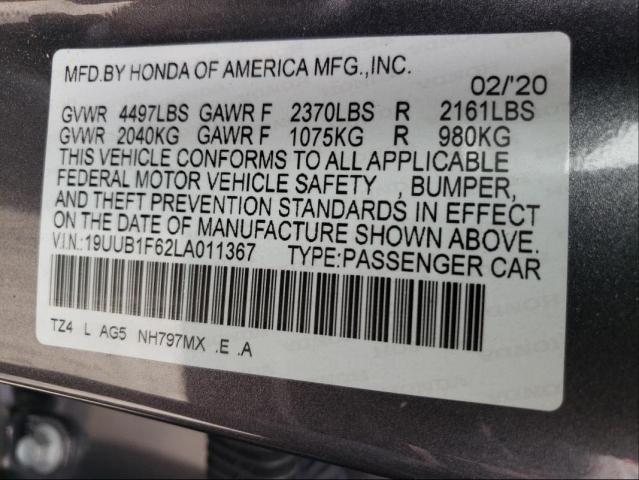 MFD.BY HONDA OF AMERICA MFG.,INC.
02/'20
GVWR 4497LBS GAWR F 2370LBS R 2161LBS
GVWR 2040KG GAWR F 1075KG R 980KG
THIS VEHICLE CONFORMS TO ALL APPLICABLE
FEDERAL MOTOR VEHICLE SAFETY , BUMPER,
AND THEFT PREVENTION STANDARDS IN EFFECT
ON THE DATE OF MANUFACTURE SHOWN ABOVE.
V.I.N.:19UUB1F62LA011367 TYPE:PASSENGER CAR
TZ4 L AG5 NH797MX .E .A